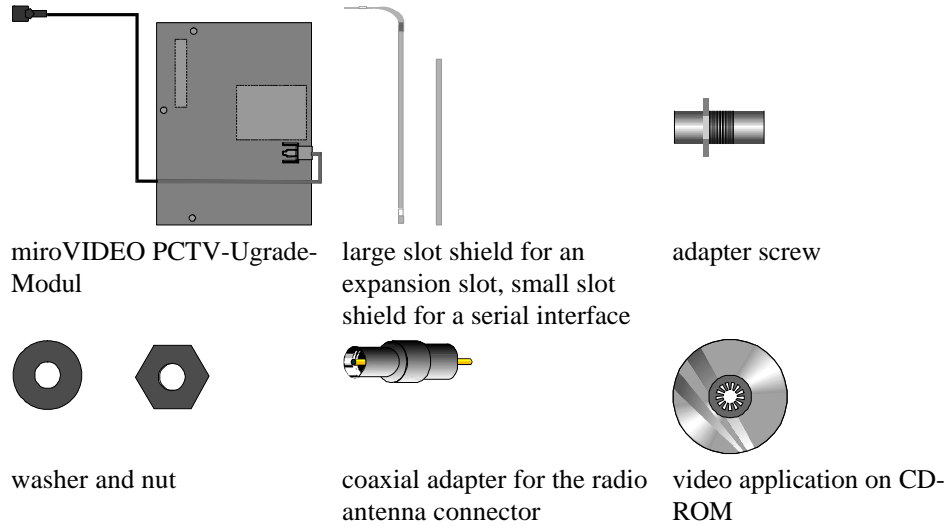 miroVIDEO PCTV-Ugrade-
Modul
large slot shield for an
expansion slot, small slot
shield for a serial interface
adapter screw
washer and nut
coaxial adapter for the radio
antenna connector
video application on CD-
ROM